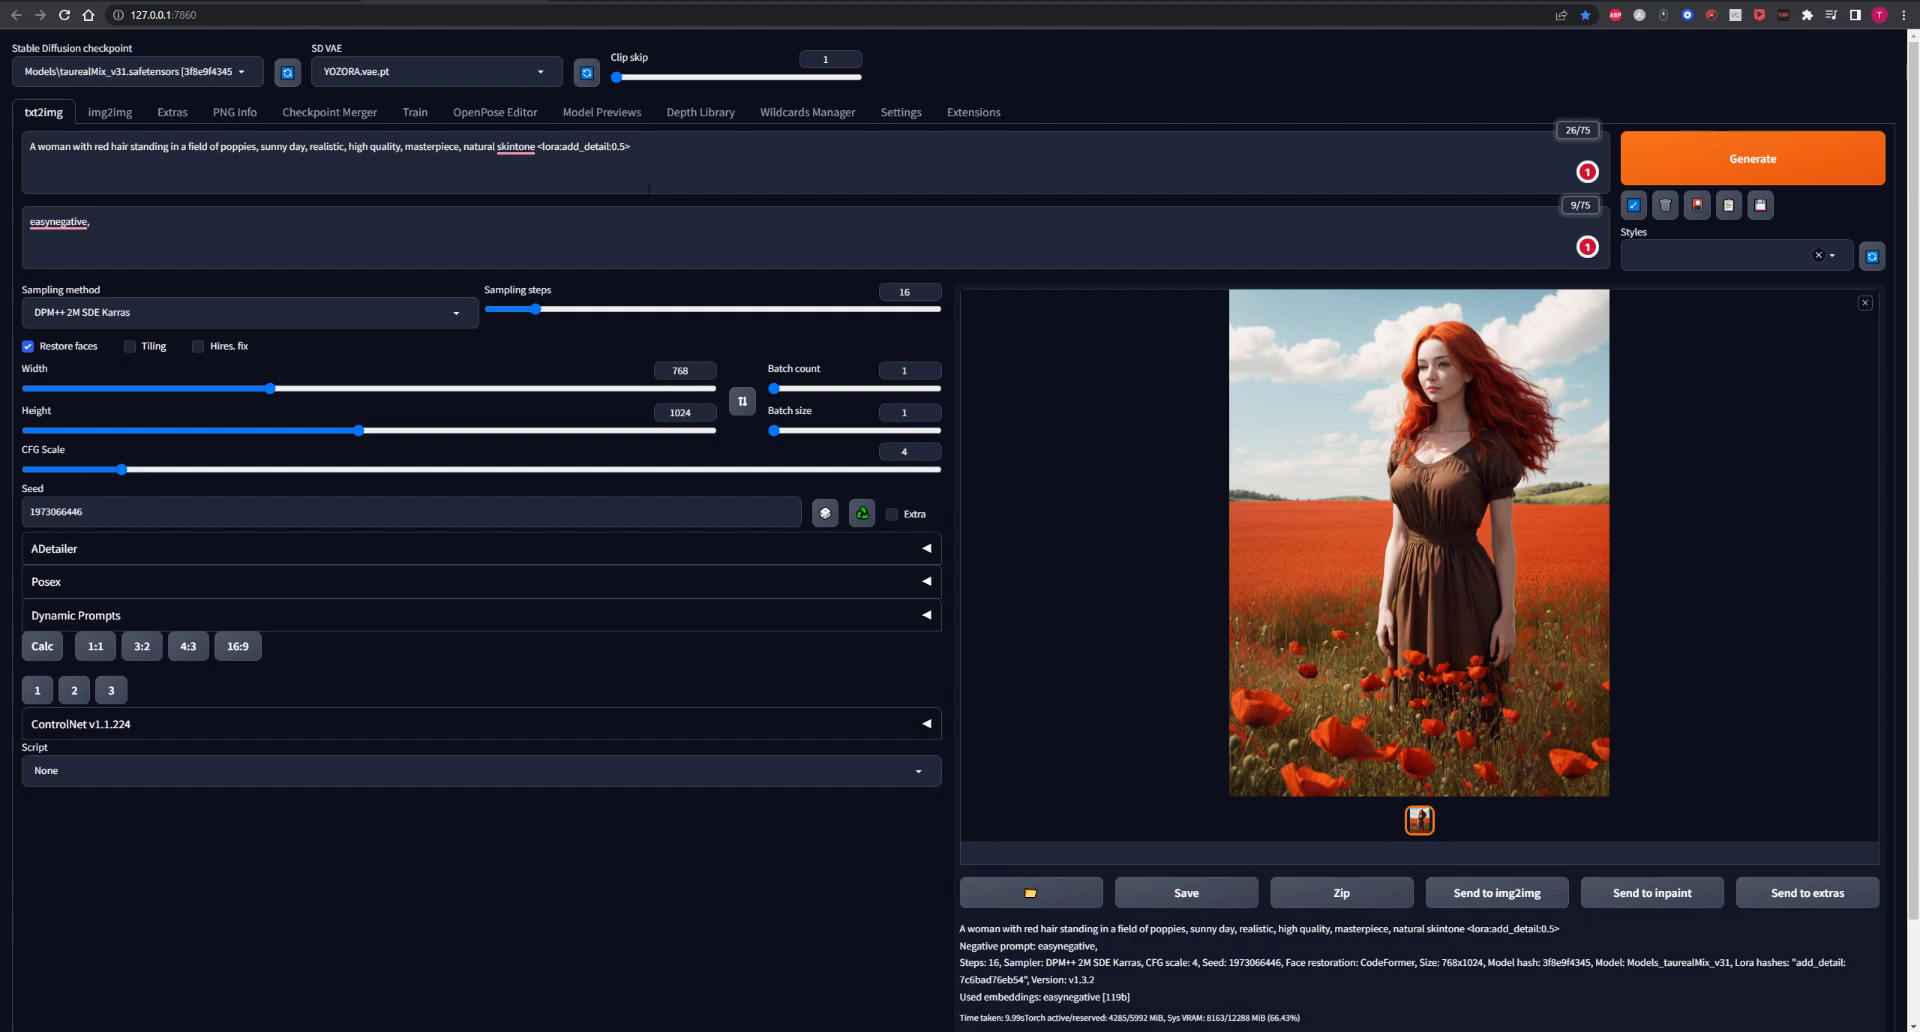 127.0.0.1:7860
Stable Diffusion checkpoint
SD VAE
Clip skip
1
Models\taurealMix_v31.safetensors [3f8e9f4345
YOZORA.vae.pt
txt2img
img2img
Extras
PNG Info
Checkpoint Merger
Train
OpenPose Editor
Model Previews
Depth Library
Wildcards Manager
Settings
Extensions
26/75
A woman with red hair standing in a field of poppies, sunny day, realistic, high quality, masterpiece, natural skintone <lora:add_detail:0.5>
1
Generate
9/75
easynegative,
1
Styles
Sampling method
Sampling steps
16
DPM++ 2M SDE Karras
Restore faces
Tiling
Hires. fix
Width
768
Batch count
1
Height
1024
Batch size
1
CFG Scale
4
Seed
1973066446
Extra
ADetailer
Posex
Dynamic Prompts
Calc
1:1
3:2
4:3
16:9
1
2
3
ControlNet v1.1.224
Script
None
Save
Zip
Send to img2img
Send to inpaint
Send to extras
A woman with red hair standing in a field of poppies, sunny day, realistic, high quality, masterpiece, natural skintone <lora:add_detail:0.5>
Negative prompt: easynegative,
Steps: 16, Sampler: DPM++ 2M SDE Karras, CFG scale: 4, Seed: 1973066446, Face restoration: CodeFormer, Size: 768x1024, Model hash: 3f8e9f4345, Model: Models_taurealMix_v31, Lora hashes: "add_detail:
7c6bad76eb54", Version: v1.3.2
Used embeddings: easynegative [119b]
Time taken: 9.99sTorch active/reserved: 4285/5992 MiB, Sys VRAM: 8163/12288 MiB (66.43%)
ABP
T